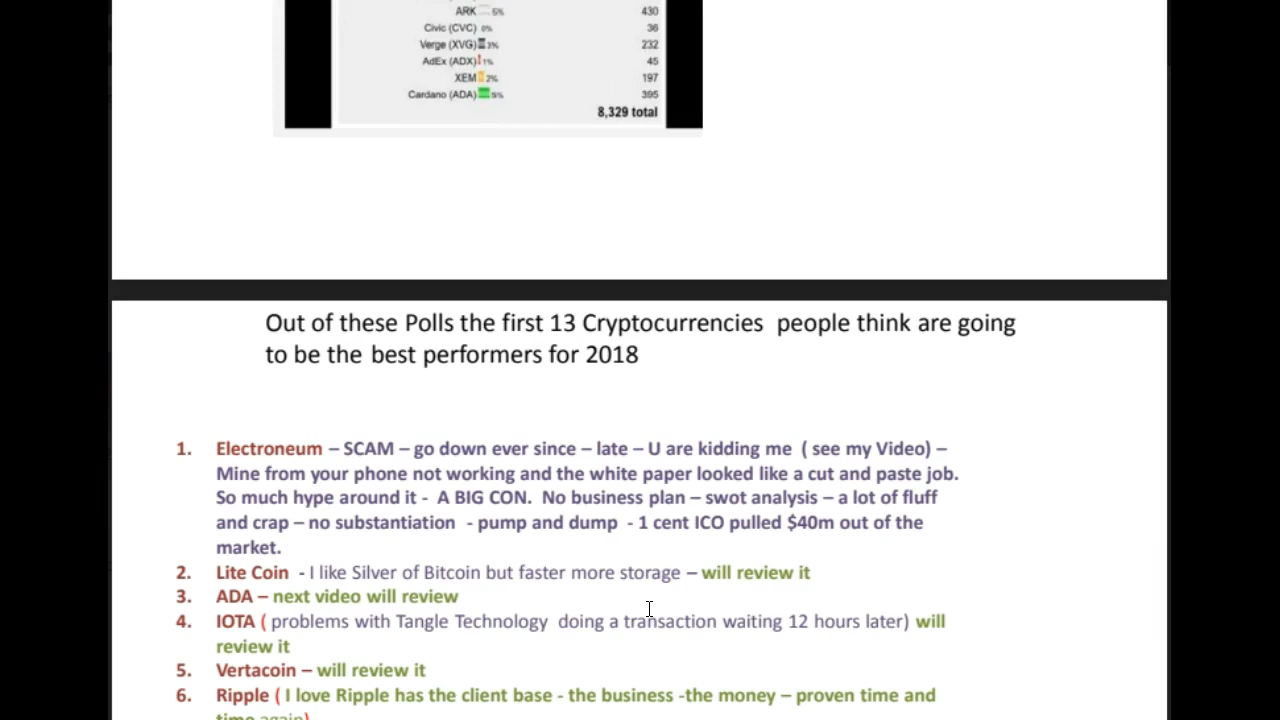 ARK 5% 430
Civic (CVC) 0% 36
Verge (XVG) 3% 232
AdEx (ADX) 1% 45
XEM 2% 197
Cardano (ADA) 5% 395
8,329 total
Out of these Polls the first 13 Cryptocurrencies people think are going
to be the best performers for 2018
1. Electroneum – SCAM – go down ever since – late – U are kidding me ( see my Video) –
Mine from your phone not working and the white paper looked like a cut and paste job.
So much hype around it - A BIG CON. No business plan – swot analysis – a lot of fluff
and crap – no substantiation - pump and dump - 1 cent ICO pulled $40m out of the
market.
2. Lite Coin - I like Silver of Bitcoin but faster more storage – will review it
3. ADA – next video will review
4. IOTA ( problems with Tangle Technology doing a transaction waiting 12 hours later) will
review it
5. Vertacoin – will review it
6. Ripple ( I love Ripple has the client base - the business -the money – proven time and
time again)